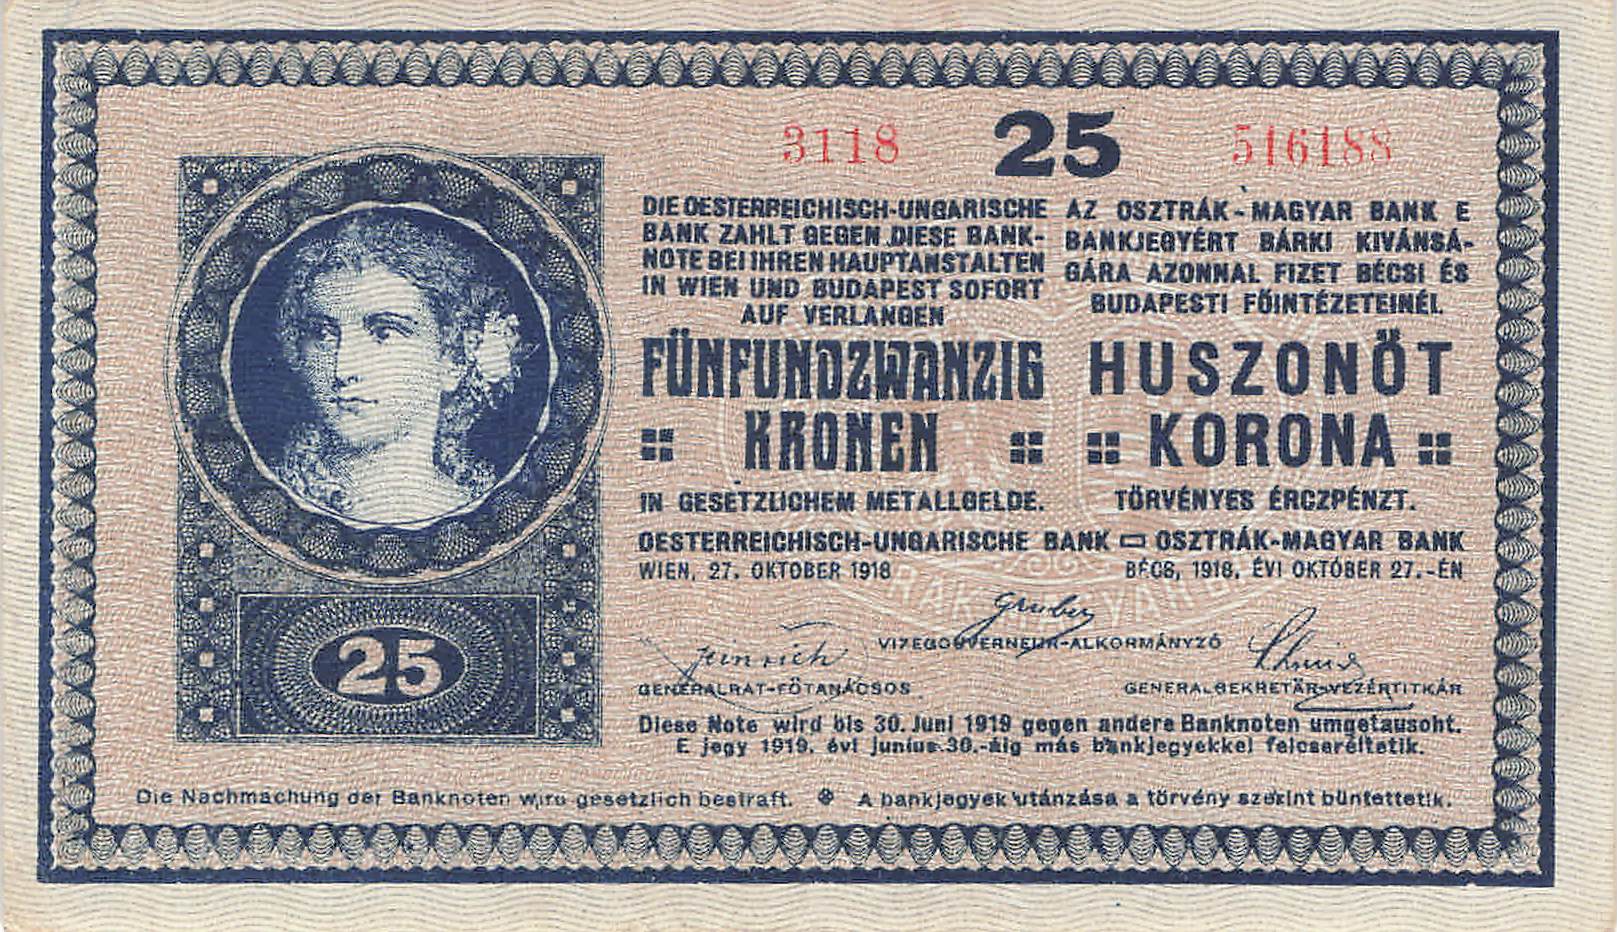 3118 25 516188
DIE OESTERREICHISCH-UNGARISCHE
BANK ZAHLT GEGEN DIESE BANK-
NOTE BEI IHREN HAUPTANSTALTEN
IN WIEN UND BUDAPEST SOFORT
AUF VERLANGEN
FÜNFUNDZWANZIG
KRONEN
IN GESETZLICHEM METALLGELDE.
AZ OSZTRÁK-MAGYAR BANK E
BANKJEGYÉRT BÁRKI KIVÁNSÁ-
GÁRA AZONNAL FIZET BÉCSI ÉS
BUDAPESTI FŐINTÉZETEINÉL
HUSZONÖT
KORONA
TÖRVÉNYES ÉRCZPÉNZT.
OESTERREICHISCH-UNGARISCHE BANK OSZTRÁK-MAGYAR BANK
WIEN, 27. OKTOBER 1918 BÉCS, 1918. ÉVI OKTÓBER 27.-ÉN
Gruber
VIZEGOUVERNEUR-ALKORMÁNYZÓ
GENERALRAT-FŐTANÁCSOS GENERALSEKRETÄR-VEZÉRTITKÁR
25
Diese Note wird bis 30. Juni 1919 gegen andere Banknoten umgetauscht.
E jegy 1919. évi junius 30.-áig más bankjegyekkel felcseréltetik.
Die Nachmachung der Banknoten wird gesetzlich bestraft. A bankjegyek utánzása a törvény szerint büntettetik.